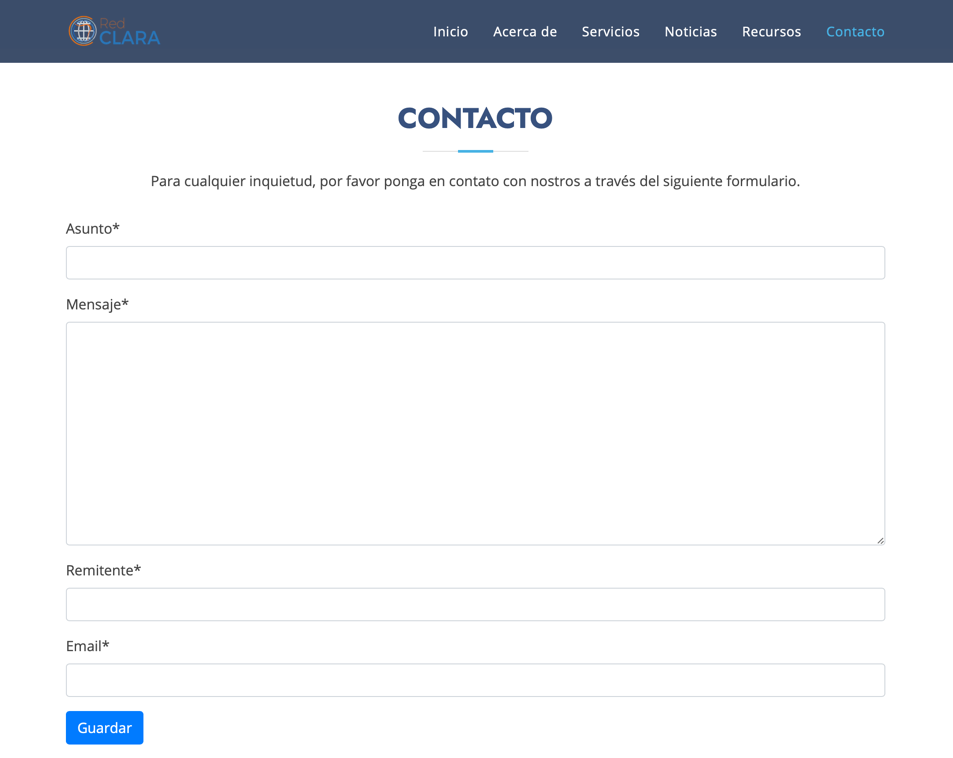 Red
CLARA
Inicio Acerca de Servicios Noticias Recursos Contacto
CONTACTO
Para cualquier inquietud, por favor ponga en contato con nostros a través del siguiente formulario.
Asunto*
Mensaje*
Remitente*
Email*
Guardar